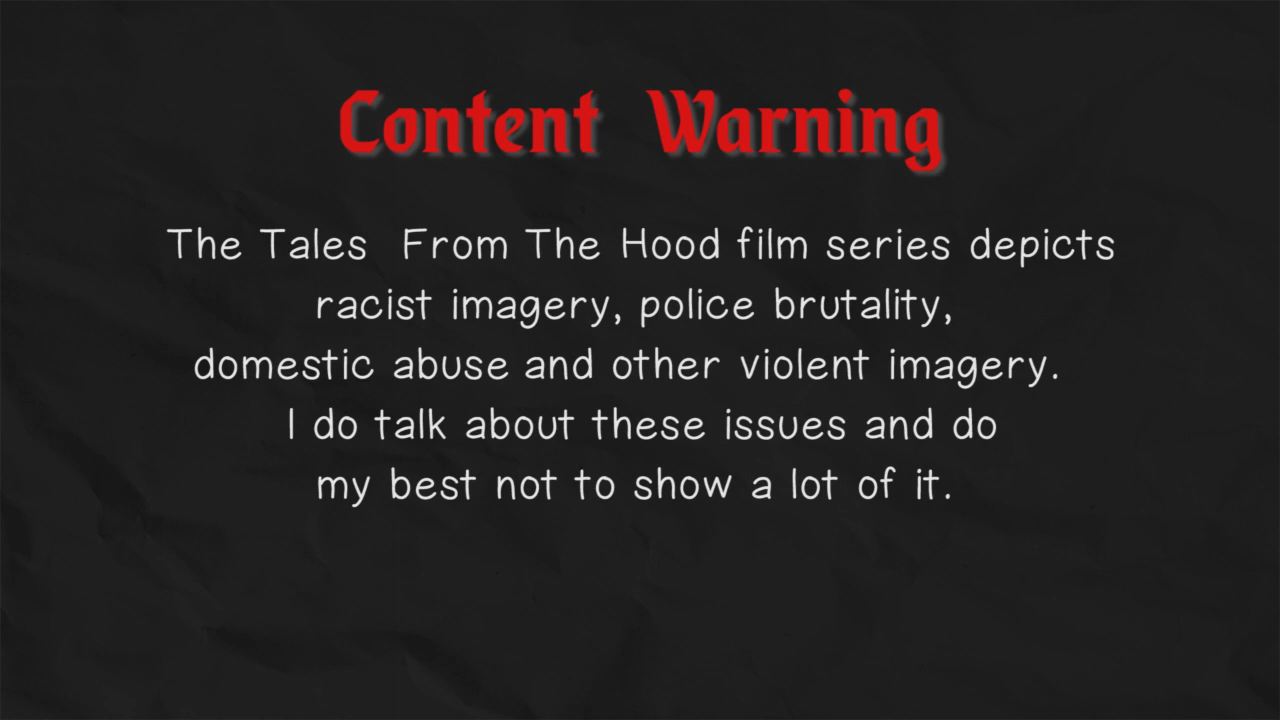 Content Warning
The Tales From The Hood film series depicts
racist imagery, police brutality,
domestic abuse and other violent imagery.
I do talk about these issues and do
my best not to show a lot of it.